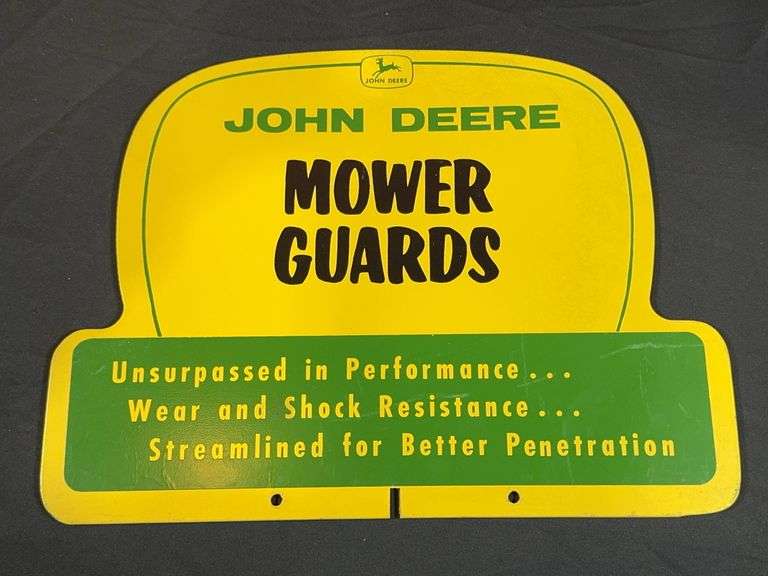 JOHN DEERE
JOHN DEERE
MOWER
GUARDS
Unsurpassed in Performance...
Wear and Shock Resistance...
Streamlined for Better Penetration